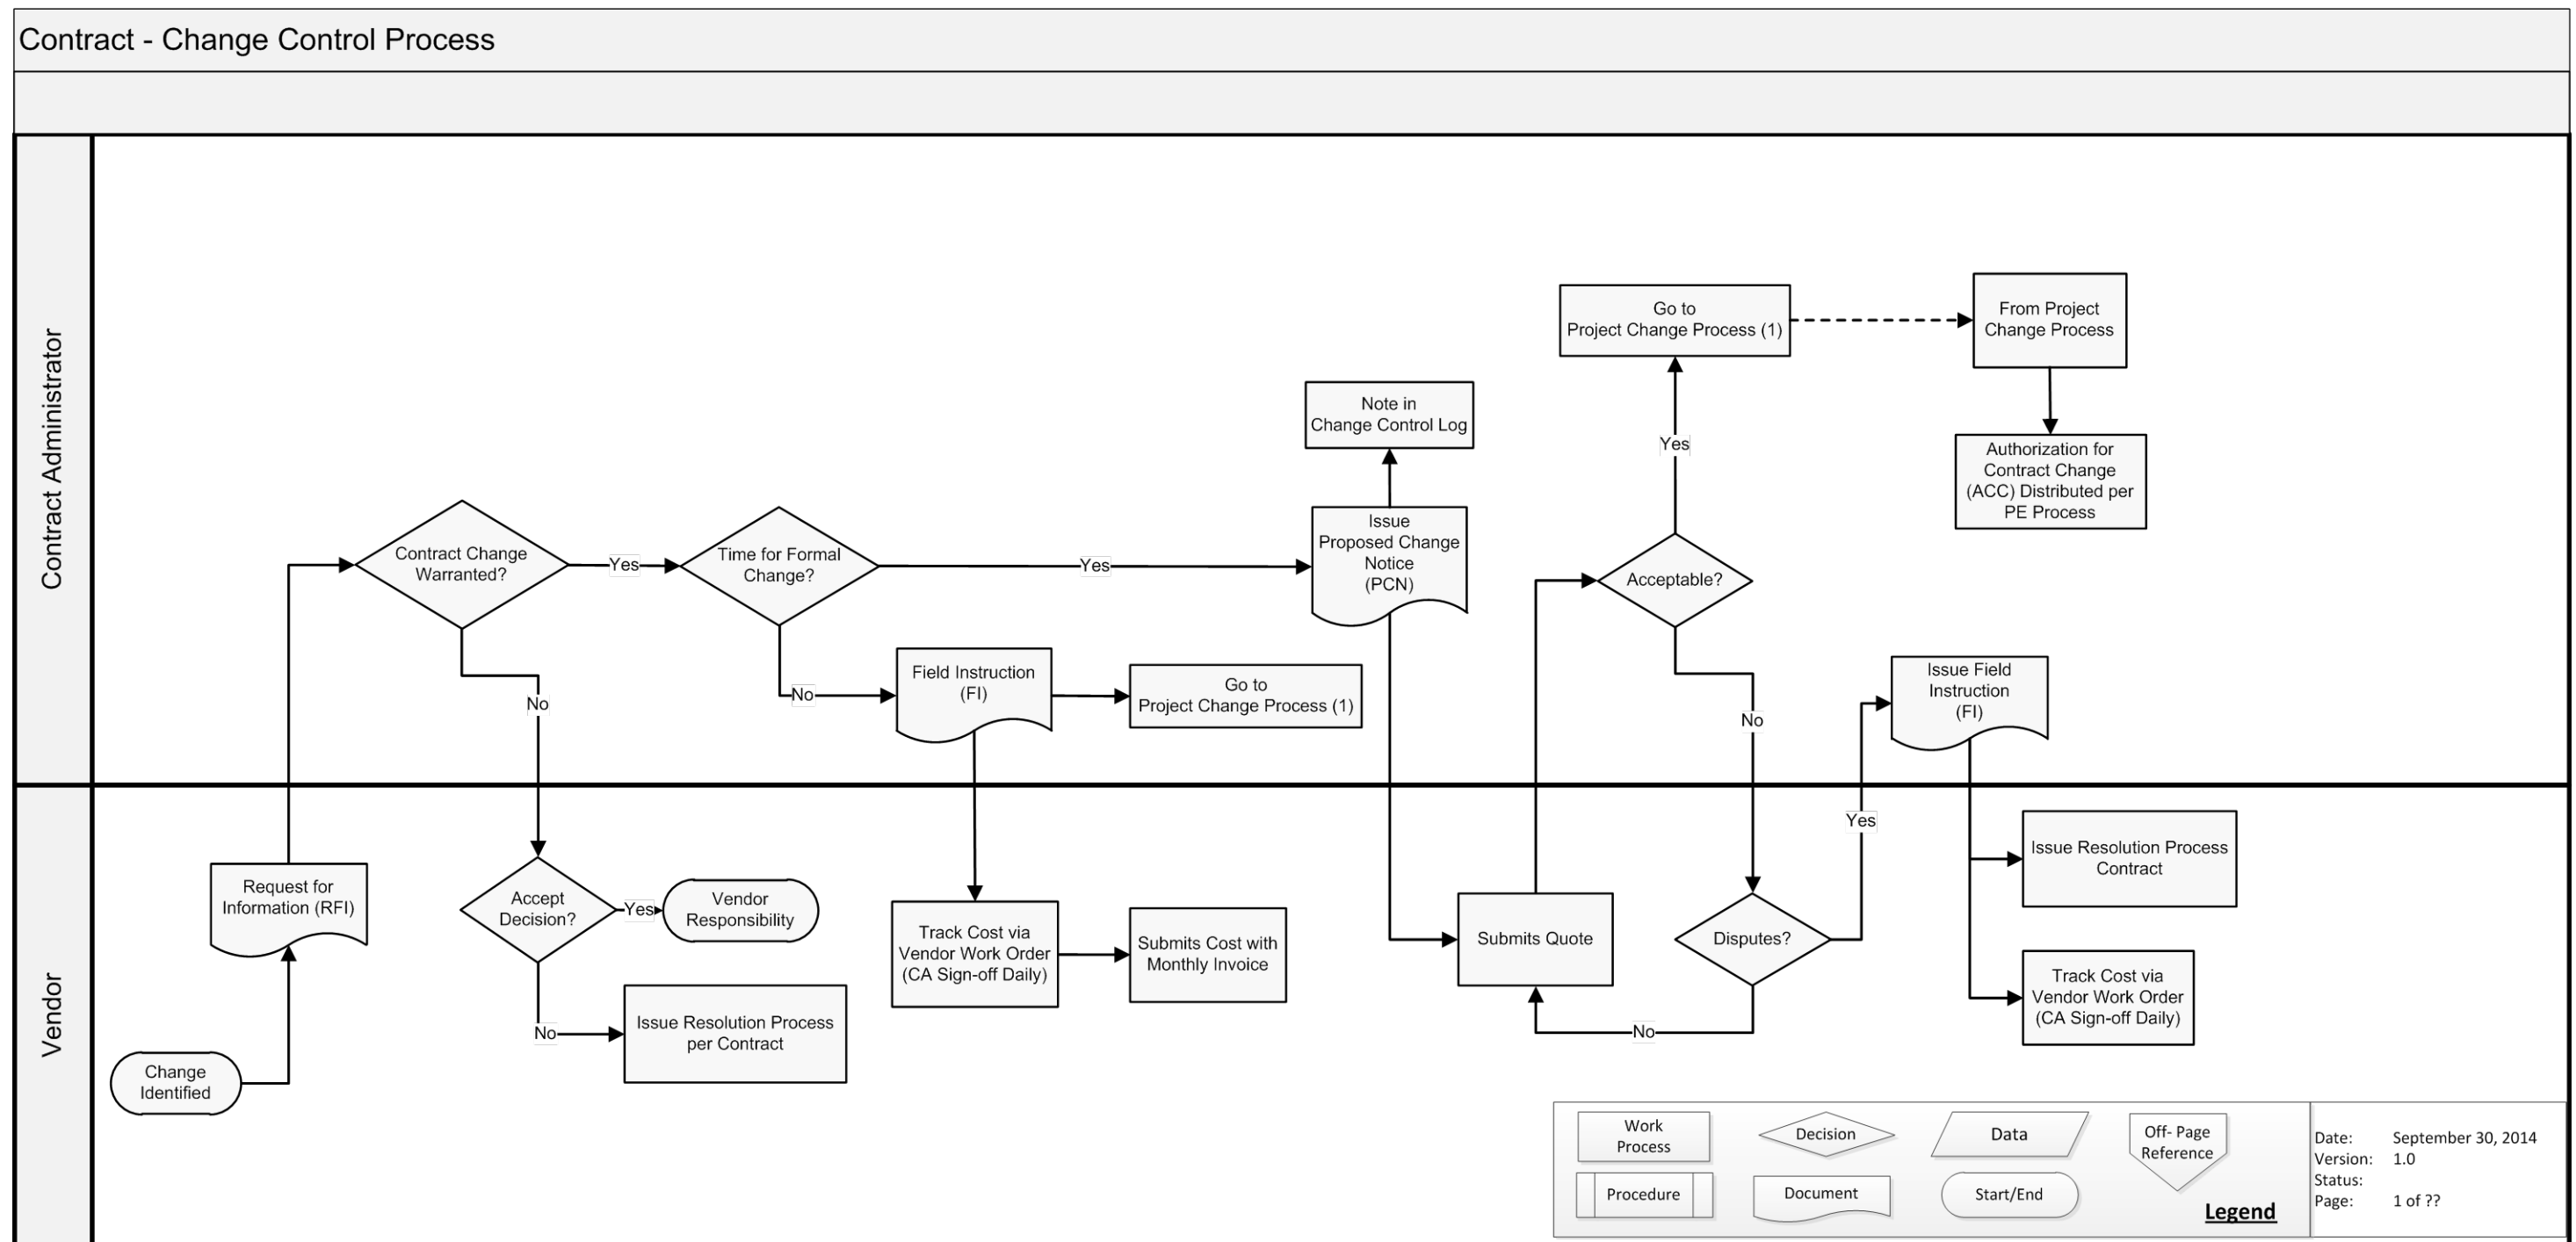 Contract - Change Control Process
Contract Administrator
Go to
Project Change Process (1)
From Project
Change Process
Note in
Change Control Log
Yes
Authorization for
Contract Change
(ACC) Distributed per
PE Process
Contract Change
Warranted?
Yes
Time for Formal
Change?
Yes
Issue
Proposed Change
Notice
(PCN)
Acceptable?
No
No
Field Instruction
(FI)
Go to
Project Change Process (1)
No
Issue Field
Instruction
(FI)
Vendor
Yes
Request for
Information (RFI)
Accept
Decision?
Yes
Vendor
Responsibility
Track Cost via
Vendor Work Order
(CA Sign-off Daily)
Submits Cost with
Monthly Invoice
Submits Quote
Disputes?
Issue Resolution Process
Contract
Track Cost via
Vendor Work Order
(CA Sign-off Daily)
No
Issue Resolution Process
per Contract
No
Change
Identified
Work
Process
Decision
Data
Off- Page
Reference
Procedure
Document
Start/End
Legend
Date: September 30, 2014
Version: 1.0
Status:
Page: 1 of ??